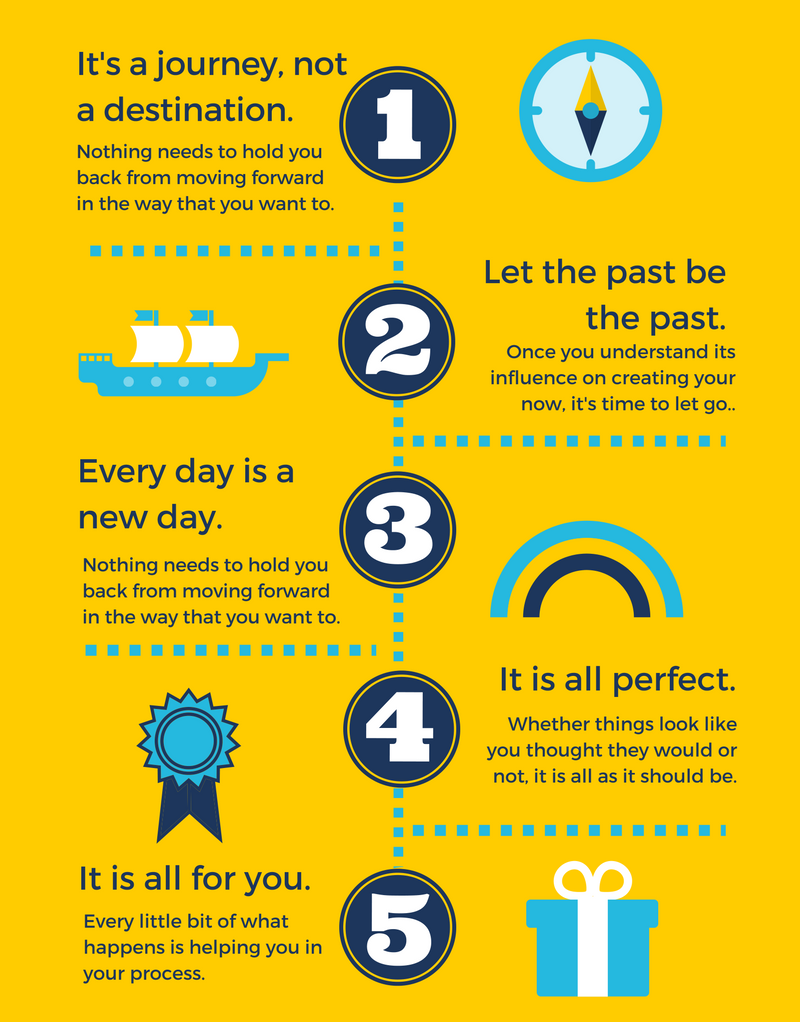 It's a journey, not
a destination.
Nothing needs to hold you
back from moving forward
in the way that you want to.
1
Let the past be
the past.
Once you understand its
influence on creating your
now, it's time to let go..
2
Every day is a
new day.
Nothing needs to hold you
back from moving forward
in the way that you want to.
3
It is all perfect.
Whether things look like
you thought they would or
not, it is all as it should be.
4
It is all for you.
Every little bit of what
happens is helping you in
your process.
5